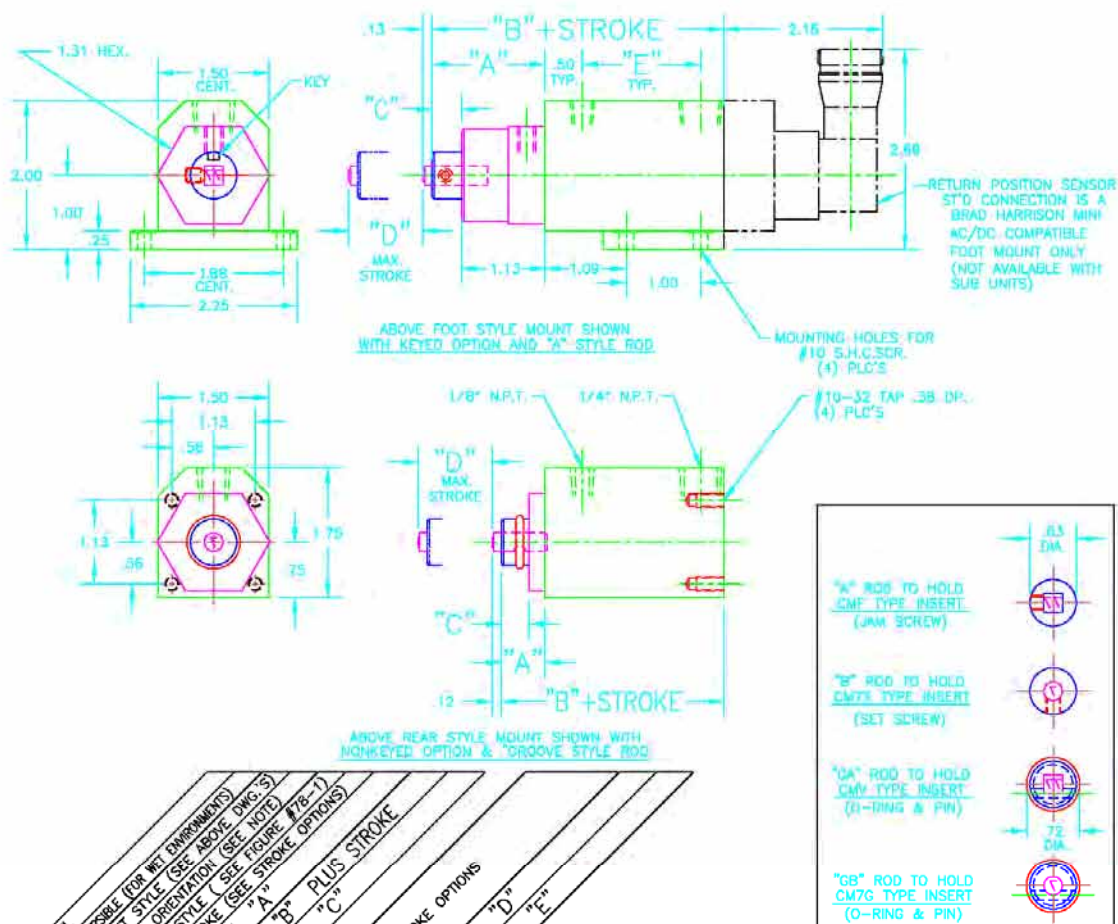 .13
"B"+STROKE
2.16
1.31 HEX.
1.50
CENT.
KEY
"A"
.50
TYP.
"E"
TYP.
"C"
2.00
1.00
.25
2.68
RETURN POSITION SENSOR
ST'D CONNECTION IS A
BRAD HARRISON MINI
AC/DC COMPATIBLE
FOOT MOUNT ONLY
(NOT AVAILABLE WITH
SUB UNITS)
"D"
MAX.
STROKE
1.13
1.09
1.00
1.88
CENT.
2.25
ABOVE FOOT STYLE MOUNT SHOWN
WITH KEYED OPTION AND "A" STYLE ROD
MOUNTING HOLES FOR
#10 S.H.C.SCR.
(4) PLC'S
1.50
1.13
.56
1/8" N.P.T.
1/4" N.P.T.
#10-32 TAP .38 DP.
(4) PLC'S
"D"
MAX.
STROKE
1.13
.56
1.75
.75
"C"
"A"
.12
"B"+STROKE
ABOVE REAR STYLE MOUNT SHOWN WITH
NONKEYED OPTION & "GROOVE STYLE ROD
.63
DIA.
"A" ROD TO HOLD
CMF TYPE INSERT
(JAM SCREW)
"B" ROD TO HOLD
CM7S TYPE INSERT
(SET SCREW)
"GA" ROD TO HOLD
CMV TYPE INSERT
(O-RING & PIN)
.72
DIA.
"GB" ROD TO HOLD
CM7G TYPE INSERT
(O-RING & PIN)
(FOR WET ENVIRONMENTS)
STYLE (SEE ABOVE DWG.'S)
ORIENTATION (SEE NOTE)
STYLE ( SEE FIGURE #78-1)
(SEE STROKE OPTIONS)
"A"
"B" PLUS STROKE
"C"
OPTIONS
"D"
"E"